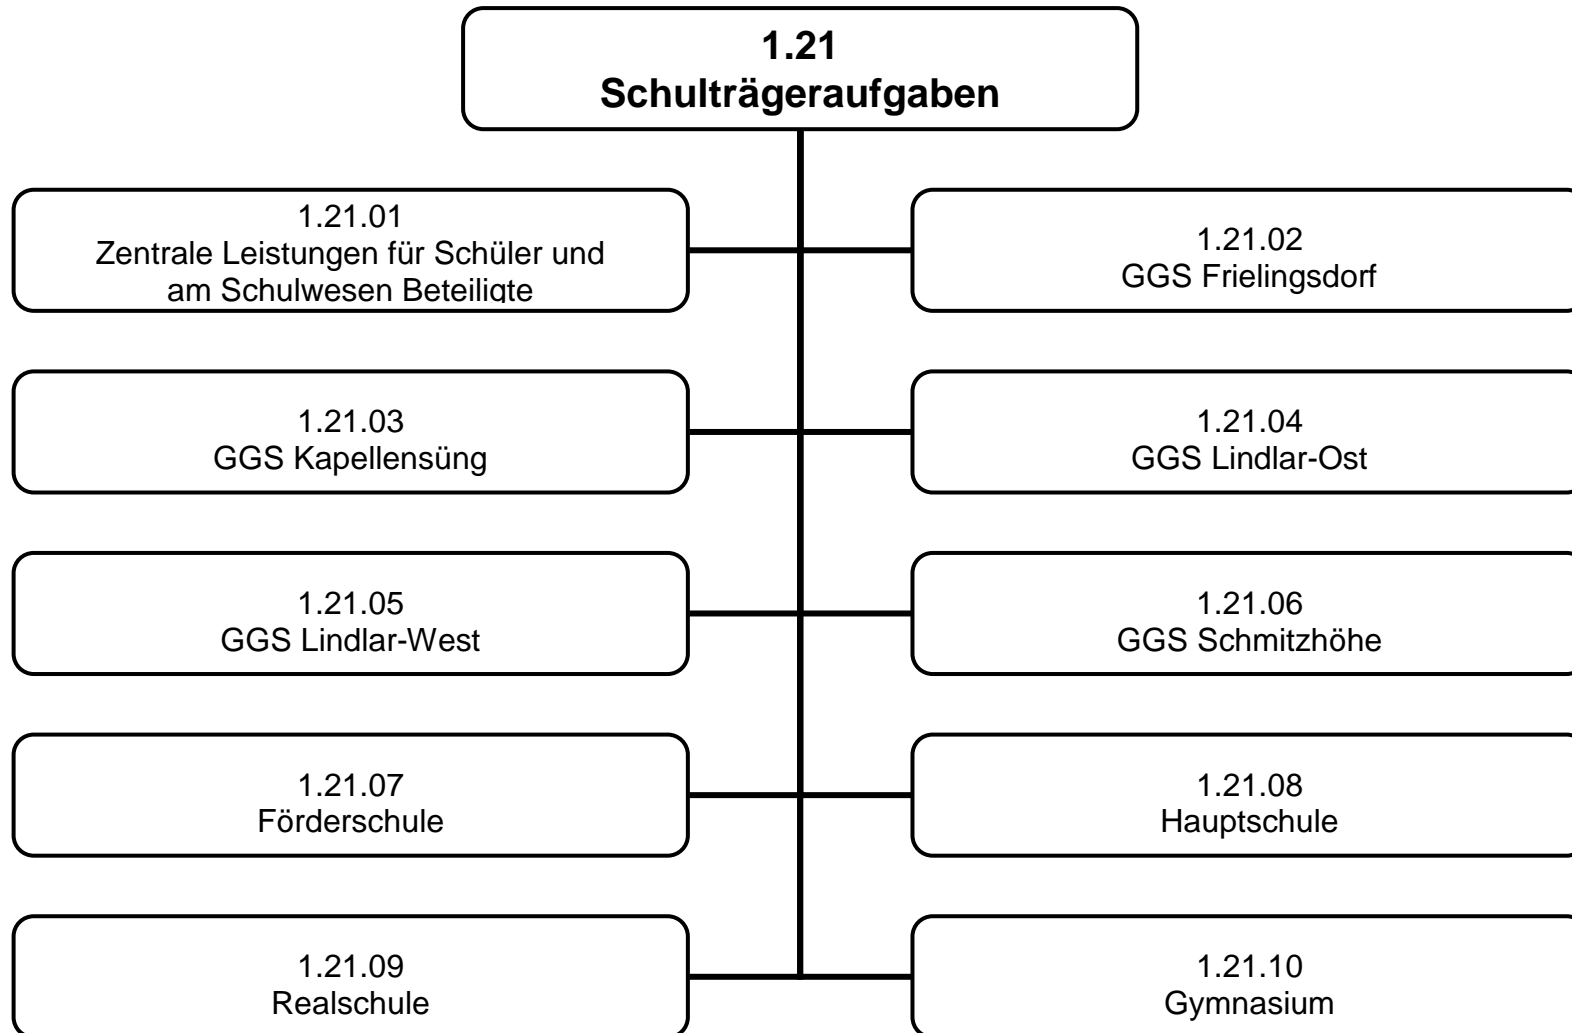 1.21
Schulträgeraufgaben
1.21.01
Zentrale Leistungen für Schüler und
am Schulwesen Beteiligte
1.21.02
GGS Frielingsdorf
1.21.03
GGS Kapellensüng
1.21.04
GGS Lindlar-Ost
1.21.05
GGS Lindlar-West
1.21.06
GGS Schmitzhöhe
1.21.07
Förderschule
1.21.08
Hauptschule
1.21.09
Realschule
1.21.10
Gymnasium